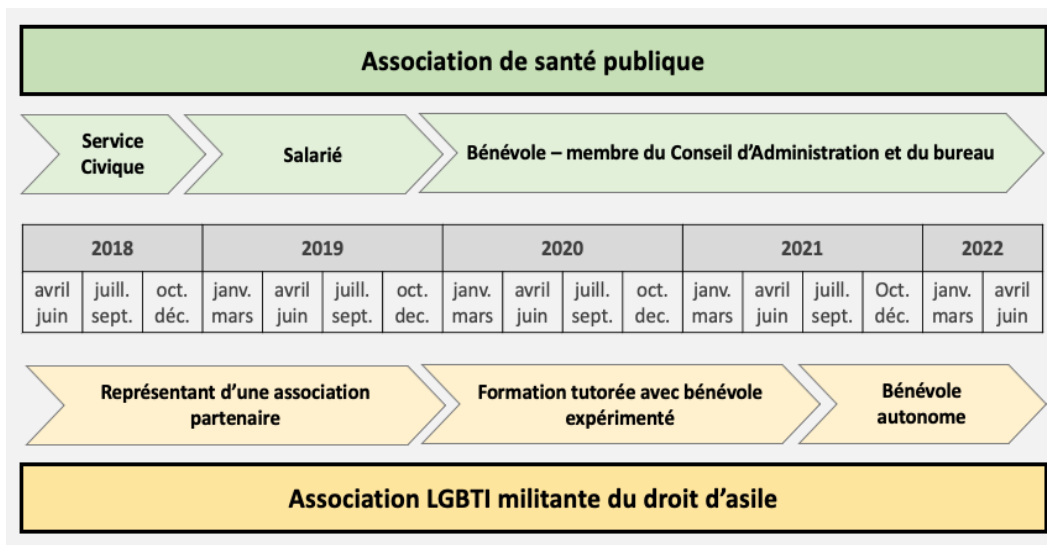 Association de santé publique
Service
Civique
Salarié
Bénévole – membre du Conseil d’Administration et du bureau
2018 2019 2020 2021 2022
avril juill. oct. janv. avril juill. oct. janv. avril juill. oct. janv. avril juill. Oct. janv. avril
juin sept. déc. mars juin sept. dec. mars juin sept. dec. mars juin sept. déc. mars juin
Représentant d’une association
partenaire
Formation tutorée avec bénévole
expérimenté
Bénévole
autonome
Association LGBTI militante du droit d’asile